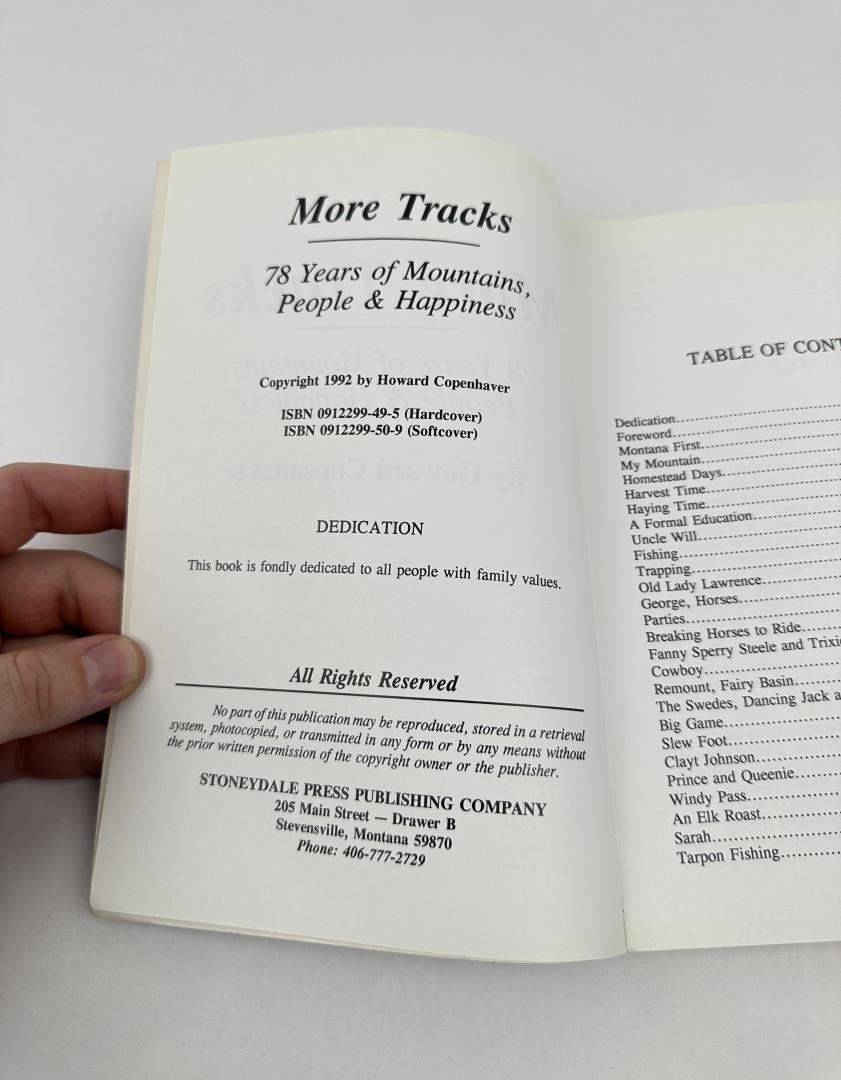 More Tracks
78 Years of Mountains,
People & Happiness
Copyright 1992 by Howard Copenhaver
ISBN 0912299-49-5 (Hardcover)
ISBN 0912299-50-9 (Softcover)
DEDICATION
This book is fondly dedicated to all people with family values.
All Rights Reserved
No part of this publication may be reproduced, stored in a retrieval
system, photocopied, or transmitted in any form or by any means without
the prior written permission of the copyright owner or the publisher.
STONEYDALE PRESS PUBLISHING COMPANY
205 Main Street — Drawer B
Stevensville, Montana 59870
Phone: 406-777-2729
TABLE OF CONT
Dedication
Foreword
Montana First
My Mountain
Homestead Days
Harvest Time
Haying Time
A Formal Education
Uncle Will
Fishing
Trapping
Old Lady Lawrence
George, Horses
Parties
Breaking Horses to Ride
Fanny Sperry Steele and Trixi
Cowboy
Remount, Fairy Basin
The Swedes, Dancing Jack a
Big Game
Slew Foot
Clayt Johnson
Prince and Queenie
Windy Pass
An Elk Roast
Sarah
Tarpon Fishing